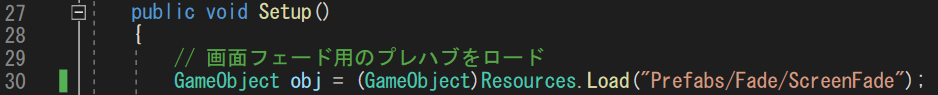 27 public void Setup()
28 {
29 // 画面フェード用のプレハブをロード
30 GameObject obj = (GameObject)Resources.Load("Prefabs/Fade/ScreenFade");